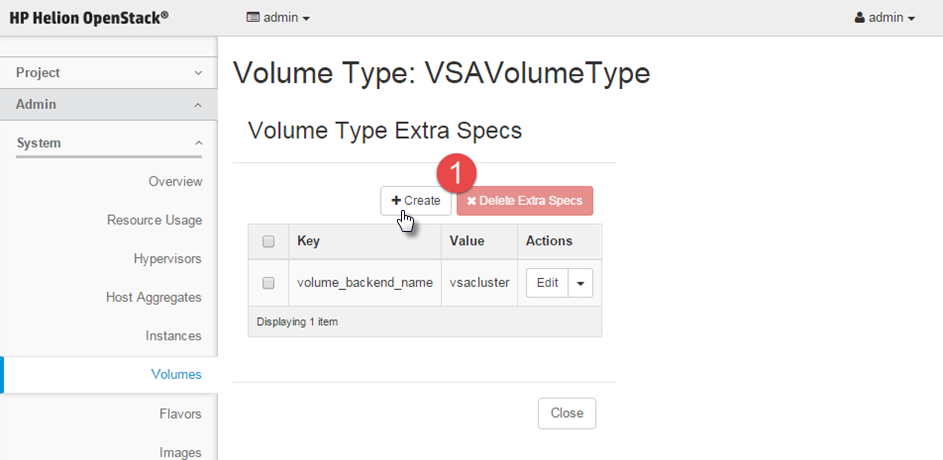 HP Helion OpenStack® admin admin
Project
Admin
System
Overview
Resource Usage
Hypervisors
Host Aggregates
Instances
Volumes
Flavors
Images
Volume Type: VSAVolumeType
Volume Type Extra Specs
1
Create Delete Extra Specs
Key Value Actions
volume_backend_name vsacluster Edit
Displaying 1 item
Close